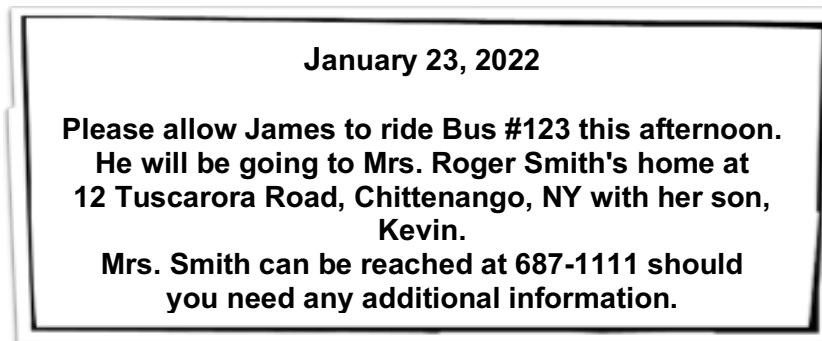 January 23, 2022
Please allow James to ride Bus #123 this afternoon.
He will be going to Mrs. Roger Smith's home at
12 Tuscarora Road, Chittenango, NY with her son,
Kevin.
Mrs. Smith can be reached at 687-1111 should
you need any additional information.